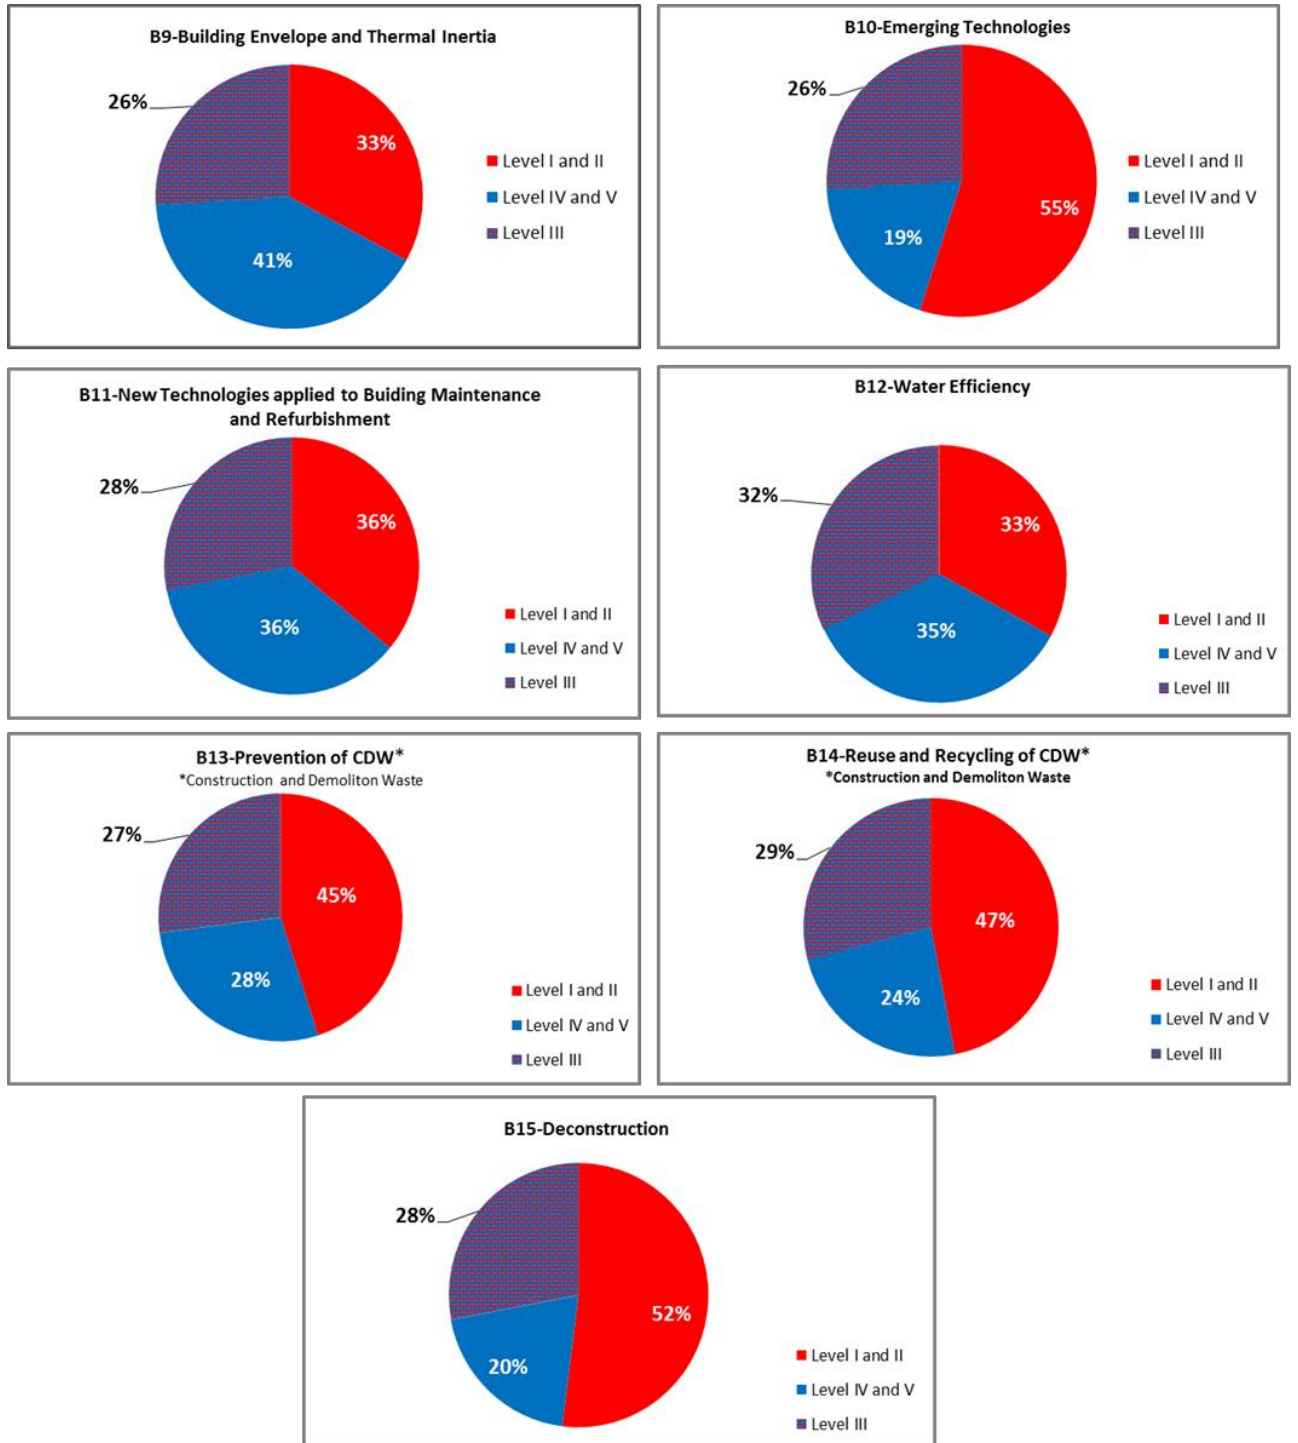 B9-Building Envelope and Thermal Inertia
26%
33%
41%
Level I and II
Level IV and V
Level III
B10-Emerging Technologies
26%
55%
19%
Level I and II
Level IV and V
Level III
B11-New Technologies applied to Buiding Maintenance
and Refurbishment
28%
36%
36%
Level I and II
Level IV and V
Level III
B12-Water Efficiency
32%
33%
35%
Level I and II
Level IV and V
Level III
B13-Prevention of CDW*
*Construction and Demoliton Waste
27%
45%
28%
Level I and II
Level IV and V
Level III
B14-Reuse and Recycling of CDW*
*Construction and Demoliton Waste
29%
47%
24%
Level I and II
Level IV and V
Level III
B15-Deconstruction
28%
52%
20%
Level I and II
Level IV and V
Level III